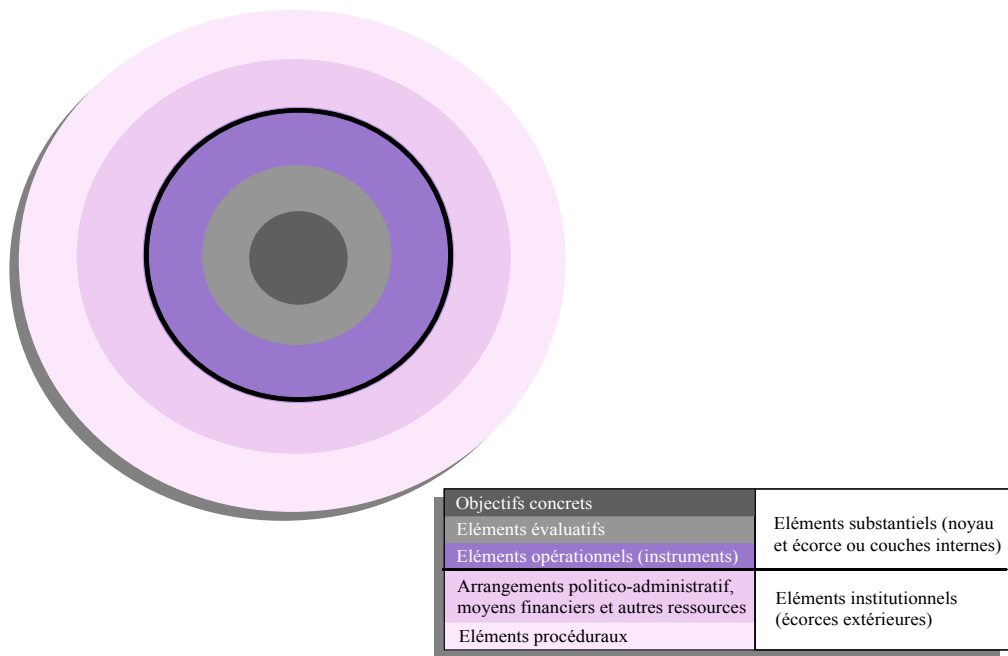 Objectifs concrets
Eléments évaluatifs
Eléments opérationnels (instruments)
Eléments substantiels (noyau
et écorce ou couches internes)
Arrangements politico-administratif,
moyens financiers et autres ressources
Eléments procéduraux
Eléments institutionnels
(écorces extérieures)